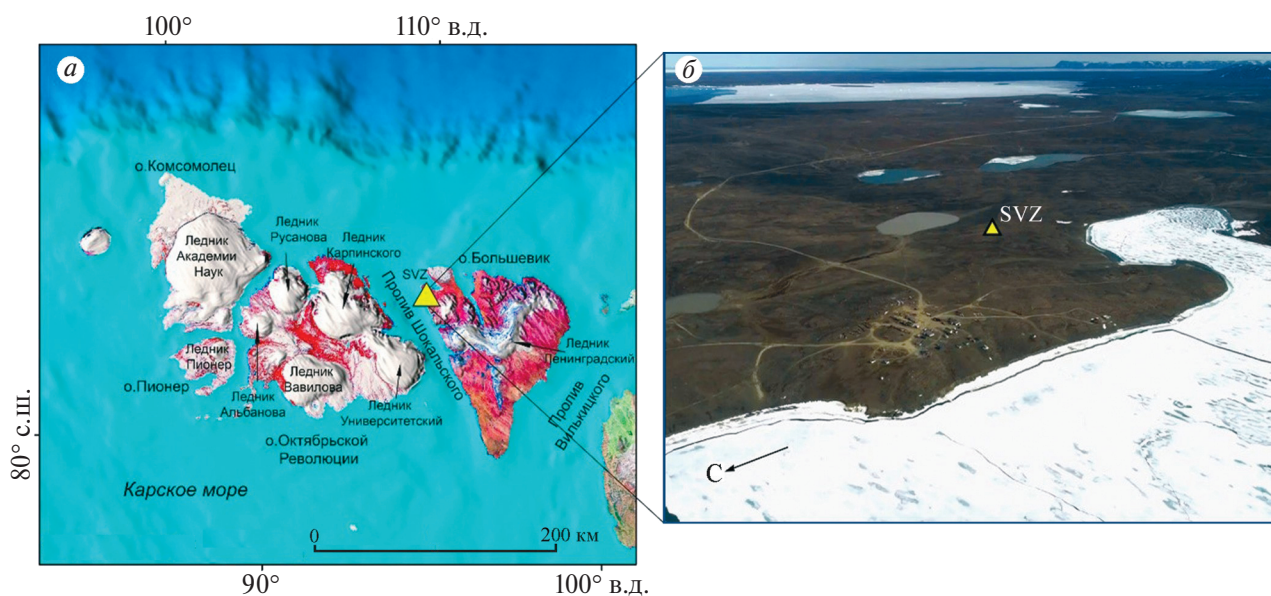 100°
110° в.д.
а
б
о.Комсомолец
Ледник
Русанова
Ледник
Карпинского
Ледник
Академии
Наук
SVZ
о.Большевик
SVZ
Пролив Шокальского
Ледник
Пионер
Ледник
Ленинградский
о.Пионер
Ледник
Вавилова
Ледник
Альбанова
Ледник
Университетский
Пролив
Вилькицкого
о.Октябрьской
Революции
80° с.ш.
Карское море
С
0
200 км
90°
100° в.д.